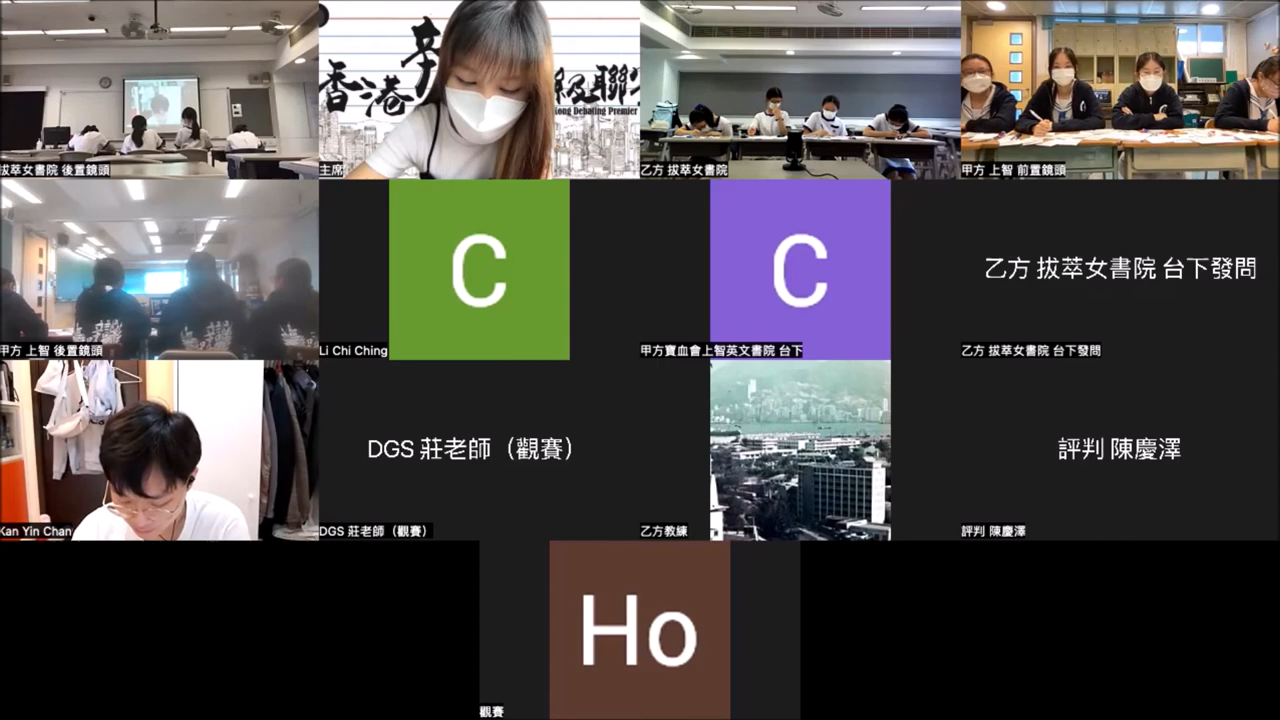 拔萃女書院 後置鏡頭
香港
級聯
Hong Debating Premier
主席
乙方 拔萃女書院
甲方 上智 前置鏡頭
甲方 上智 後置鏡頭
C
Li Chi Ching
C
甲方寶血會上智英文書院 台下
乙方 拔萃女書院 台下發問
乙方 拔萃女書院 台下發問
Kan Yin Chan
DGS 莊老師（觀賽）
DGS 莊老師（觀賽）
乙方教練
評判 陳慶澤
評判 陳慶澤
Ho
觀賽